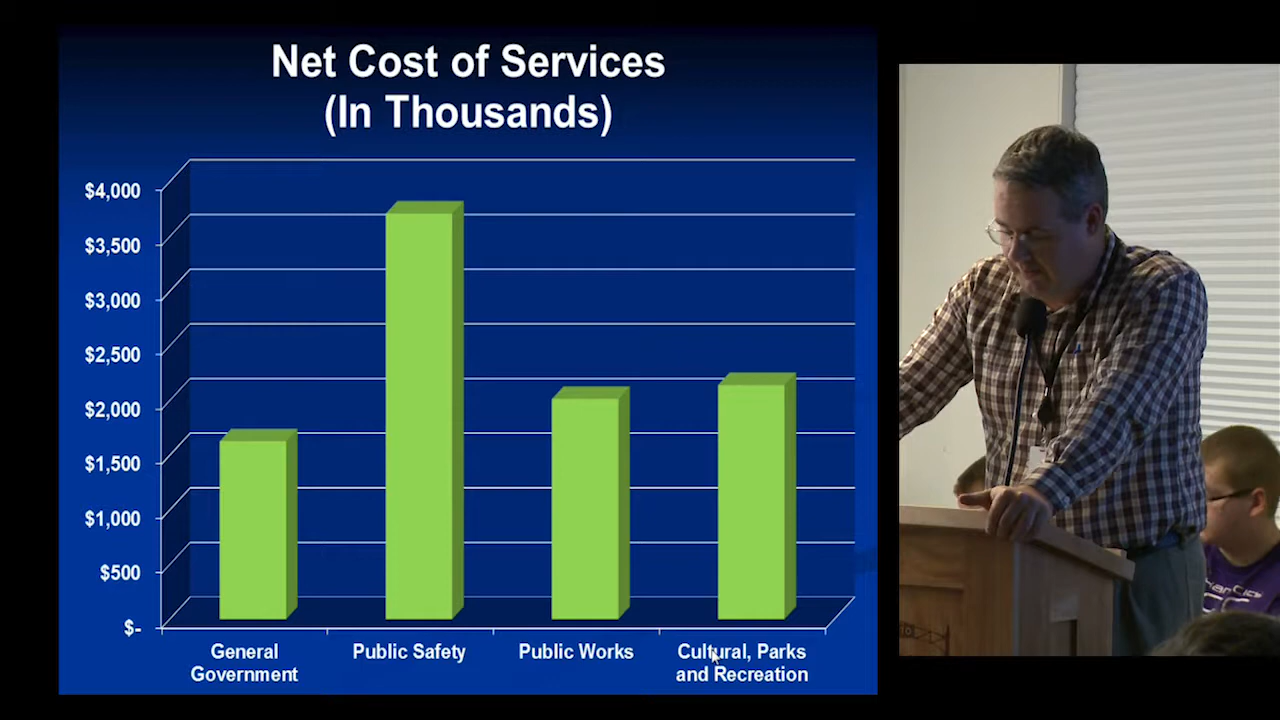 Net Cost of Services
(In Thousands)
$4,000
$3,500
$3,000
$2,500
$2,000
$1,500
$1,000
$500
$-
General
Government
Public Safety
Public Works
Cultural, Parks
and Recreation